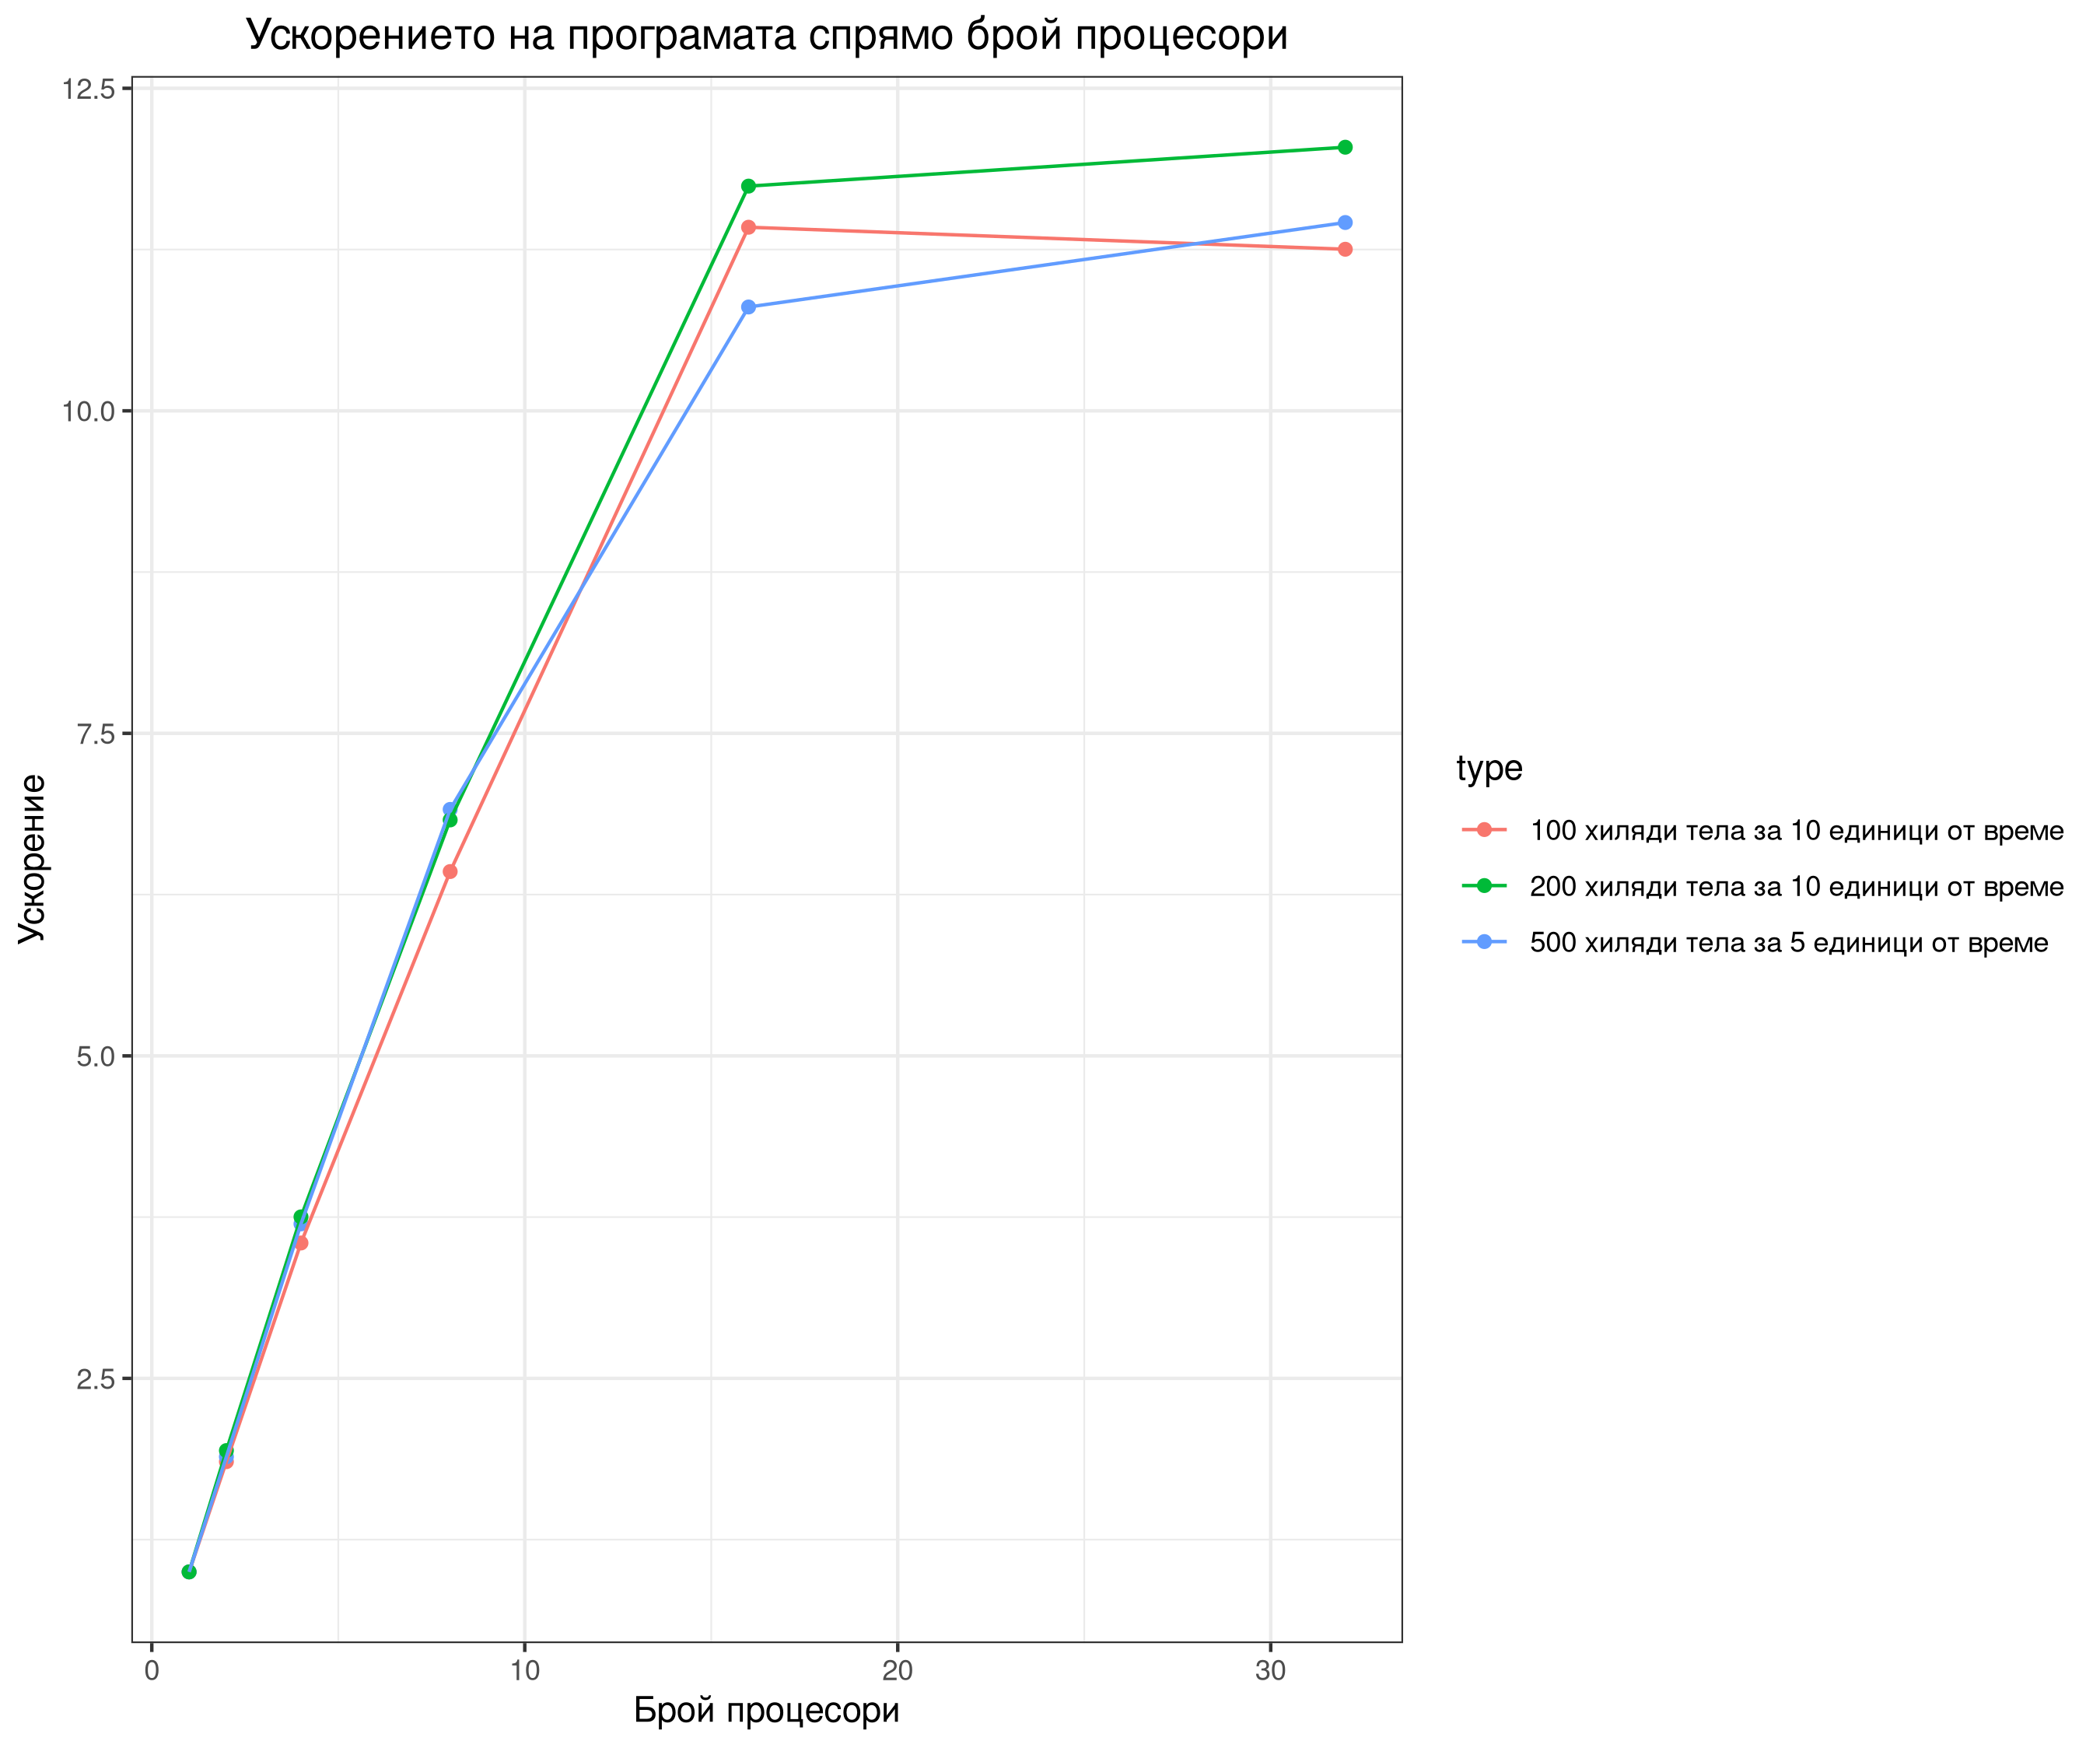 Ускорението на програмата спрямо брой процесори
12.5
10.0
7.5
5.0
2.5
Ускорение
0 10 20 30
Брой процесори
type
100 хиляди тела за 10 единици от време
200 хиляди тела за 10 единици от време
500 хиляди тела за 5 единици от време